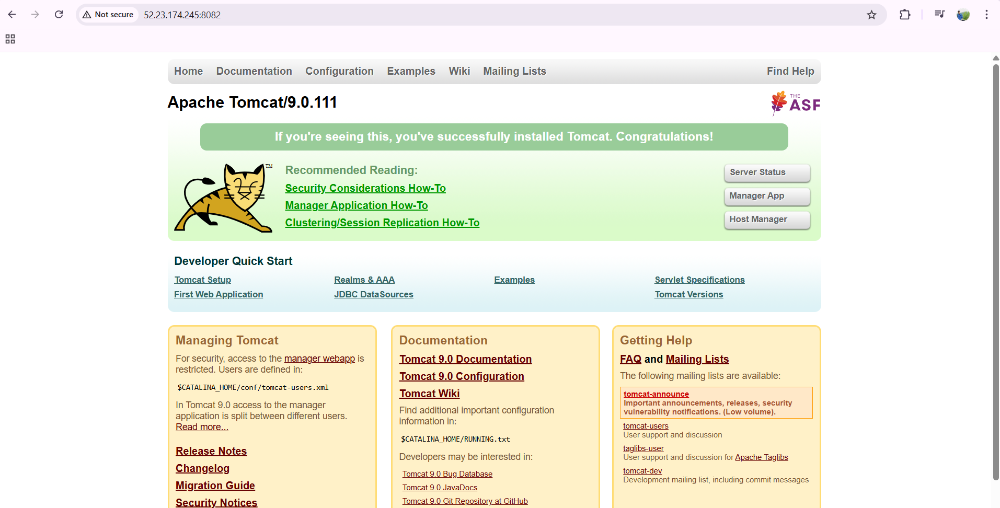 Not secure
52.23.174.245:8082
Home Documentation Configuration Examples Wiki Mailing Lists Find Help
Apache Tomcat/9.0.111
THE
ASF
If you're seeing this, you've successfully installed Tomcat. Congratulations!
TM
Recommended Reading:
Security Considerations How-To
Manager Application How-To
Clustering/Session Replication How-To
Server Status
Manager App
Host Manager
Developer Quick Start
Tomcat Setup
First Web Application
Realms & AAA
JDBC DataSources
Examples
Servlet Specifications
Tomcat Versions
Managing Tomcat
For security, access to the manager webapp is
restricted. Users are defined in:
$CATALINA_HOME/conf/tomcat-users.xml
In Tomcat 9.0 access to the manager
application is split between different users.
Read more...
Release Notes
Changelog
Migration Guide
Security Notices
Documentation
Tomcat 9.0 Documentation
Tomcat 9.0 Configuration
Tomcat Wiki
Find additional important configuration
information in:
$CATALINA_HOME/RUNNING.txt
Developers may be interested in:
Tomcat 9.0 Bug Database
Tomcat 9.0 JavaDocs
Tomcat 9.0 Git Repository at GitHub
Getting Help
FAQ and Mailing Lists
The following mailing lists are available:
tomcat-announce
Important announcements, releases, security
vulnerability notifications. (Low volume).
tomcat-users
User support and discussion
taglibs-user
User support and discussion for Apache Taglibs
tomcat-dev
Development mailing list, including commit messages